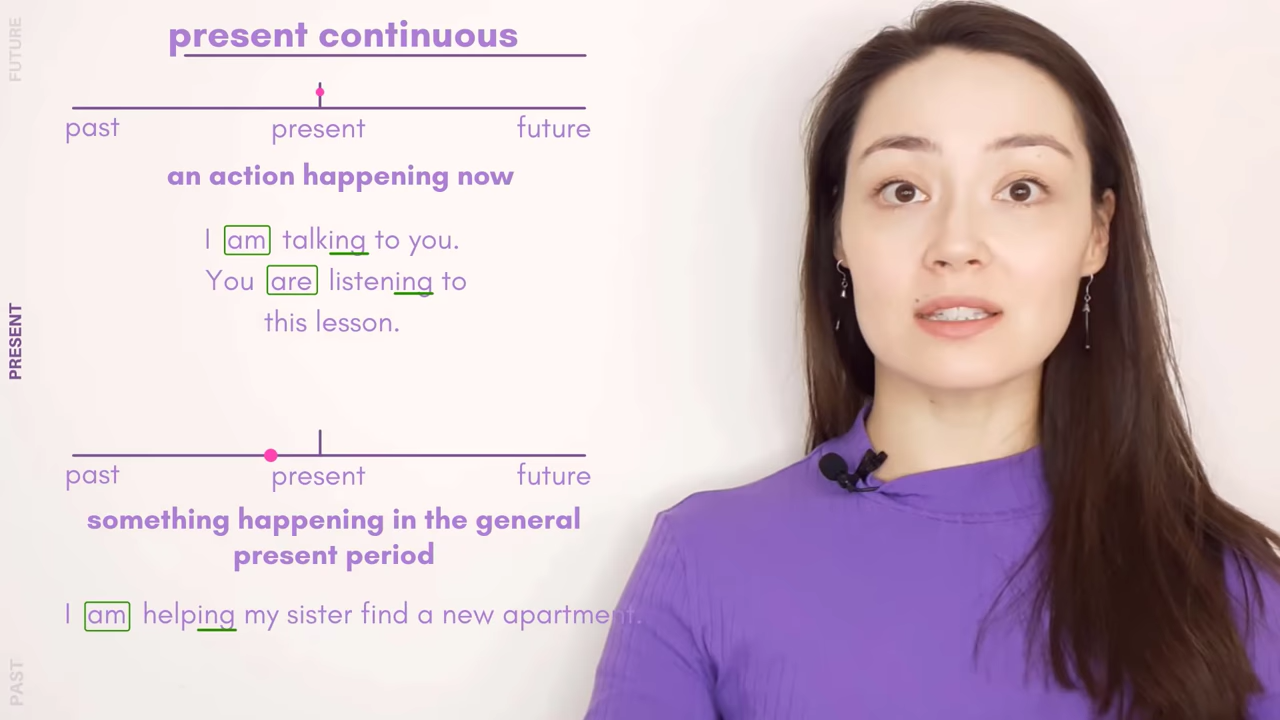 FUTURE
PRESENT
PAST
present continuous
past present future
an action happening now
I am talking to you.
You are listening to
this lesson.
past present future
something happening in the general
present period
I am helping my sister find a new apartment.